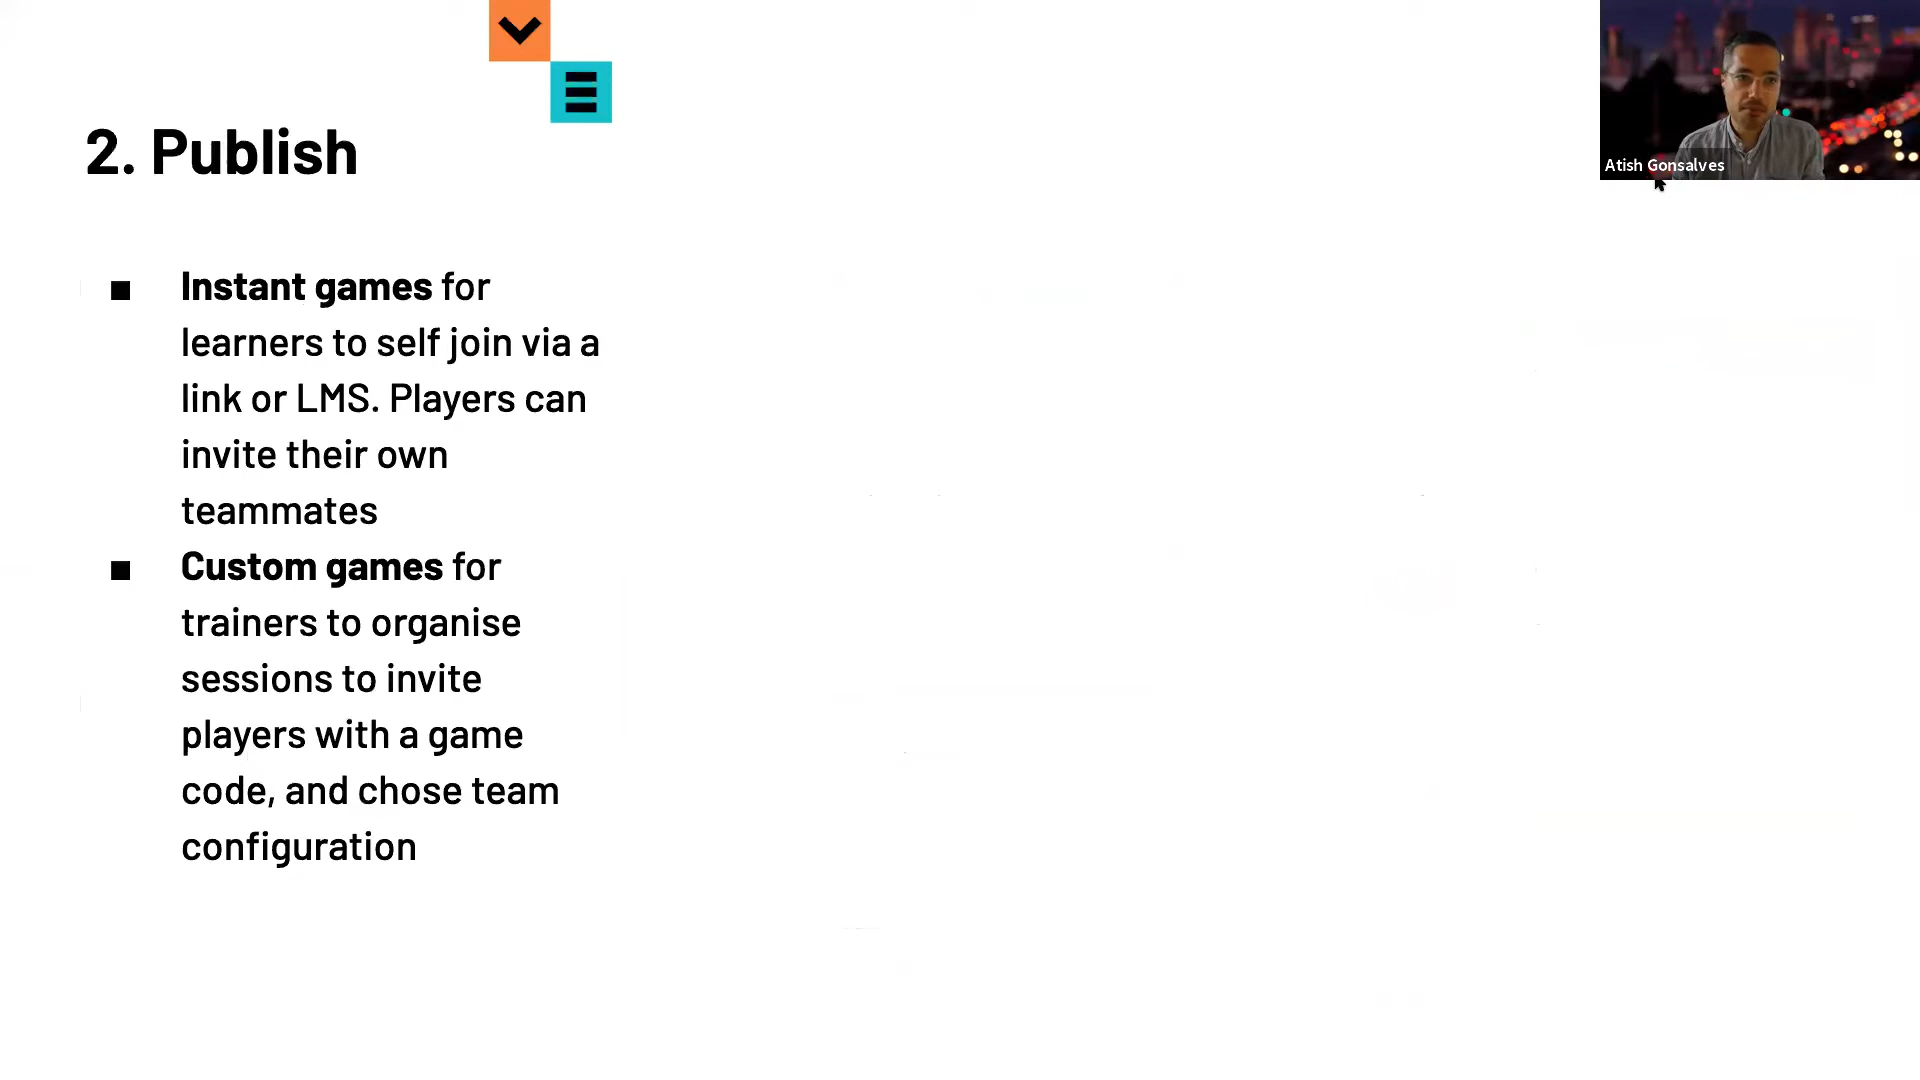 2. Publish
Instant games for
learners to self join via a
link or LMS. Players can
invite their own
teammates
Custom games for
trainers to organise
sessions to invite
players with a game
code, and chose team
configuration
Atish Gonsalves